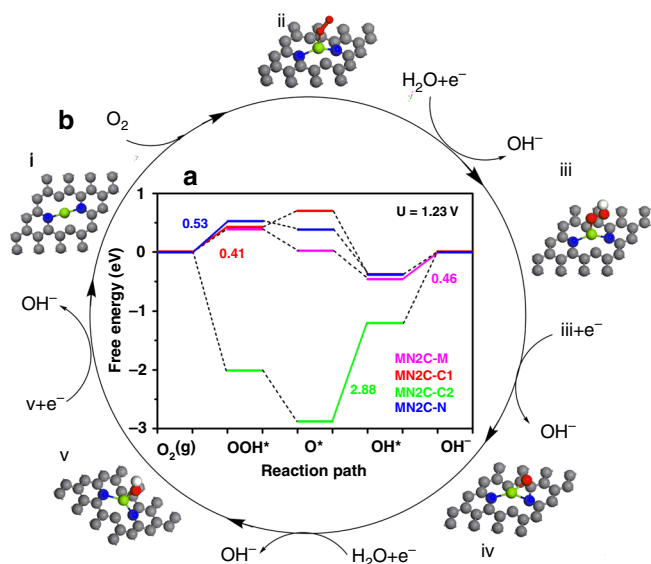 ii
H₂O+e⁻
O₂
OH⁻
b
i
iii
a
1
0
−1
−2
−3
Free energy (eV)
U = 1.23 V
0.53
0.41
0.46
2.88
MN2C-M
MN2C-C1
MN2C-C2
MN2C-N
O₂(g)
OOH*
O*
OH*
OH⁻
Reaction path
OH⁻
v+e⁻
iii+e⁻
OH⁻
v
iv
OH⁻
H₂O+e⁻